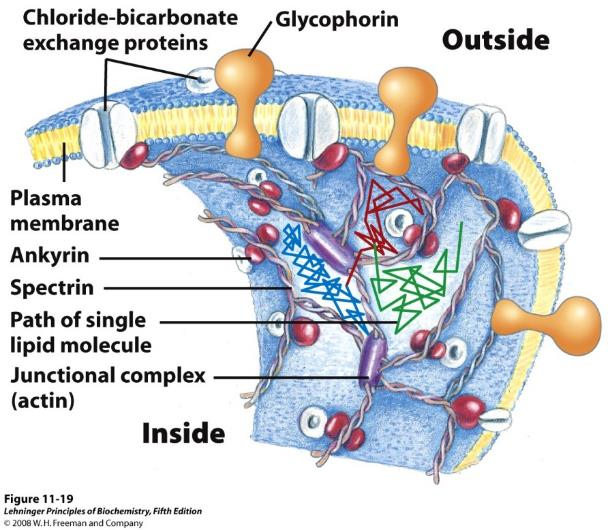 Chloride-bicarbonate
exchange proteins
Glycophorin
Outside
Plasma
membrane
Ankyrin
Spectrin
Path of single
lipid molecule
Junctional complex
(actin)
Inside
Figure 11-19
Lehninger Principles of Biochemistry, Fifth Edition
© 2008 W. H. Freeman and Company